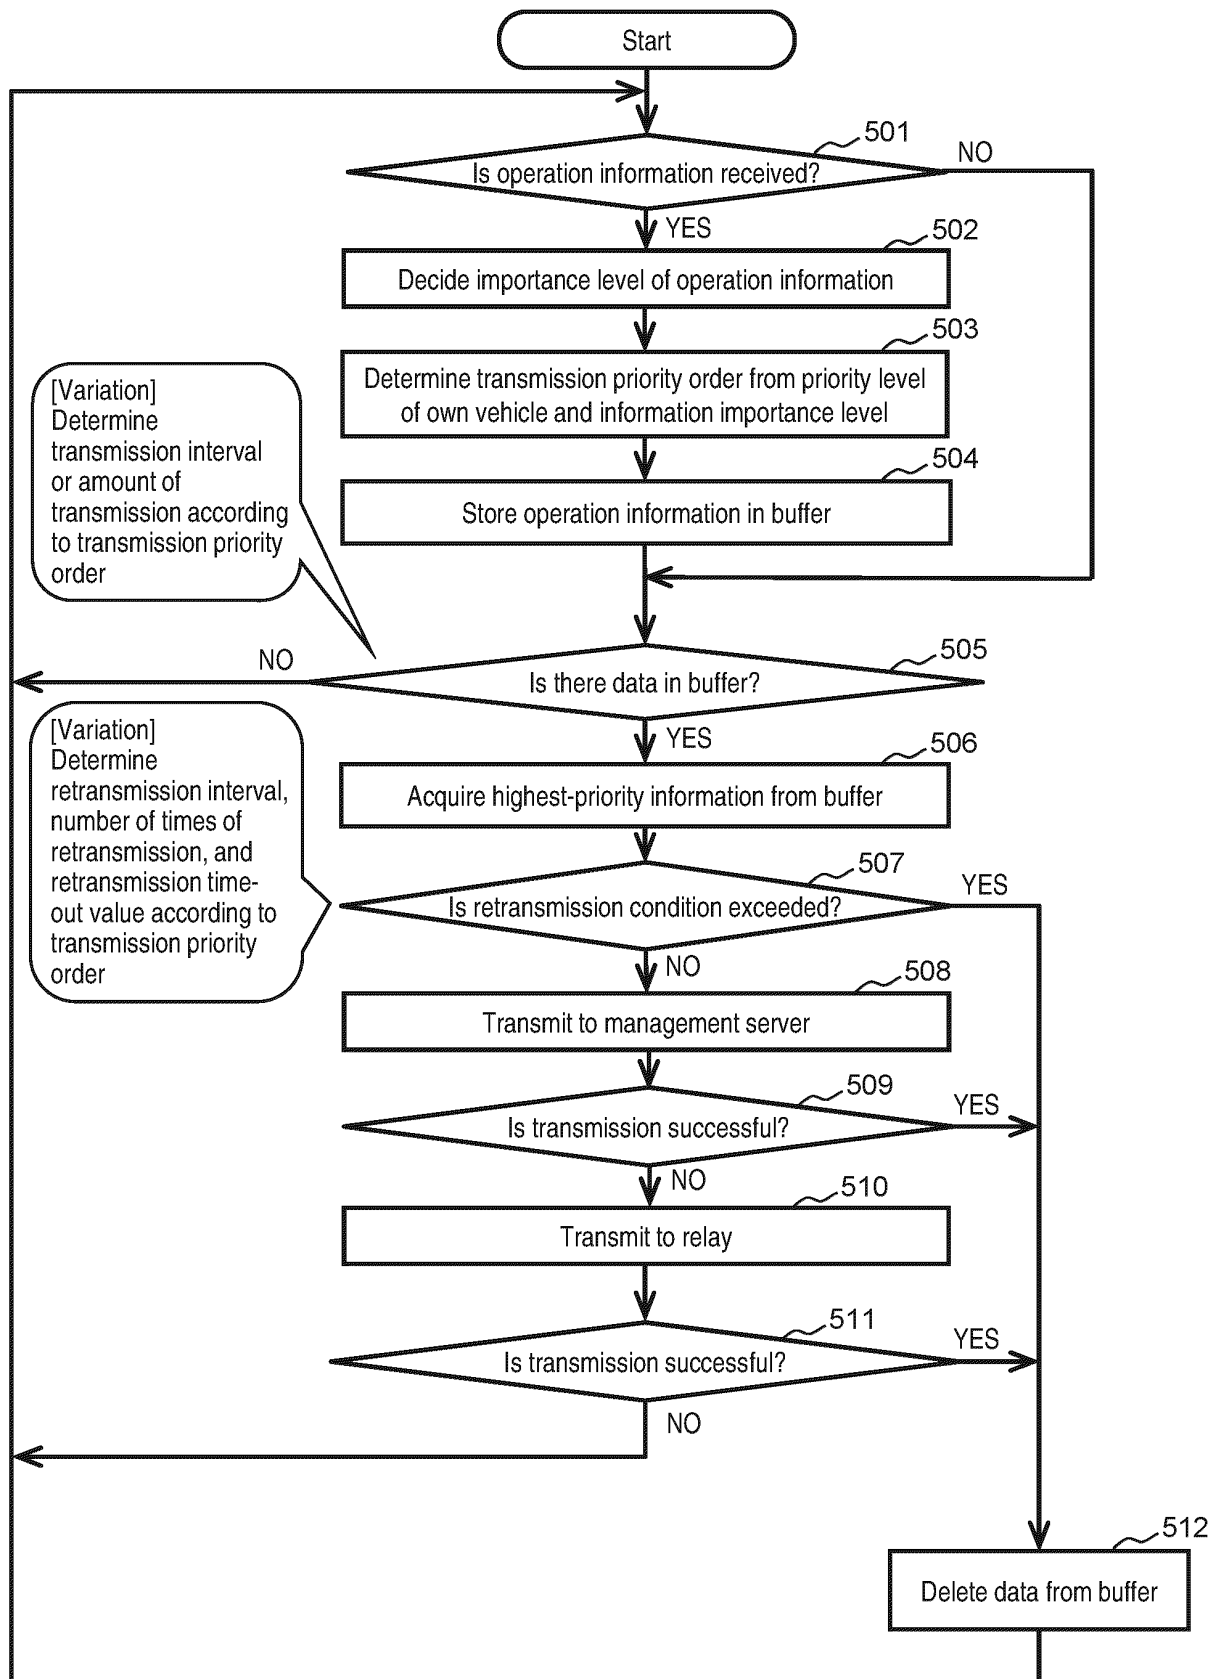 Start
501
Is operation information received?
NO
YES
502
Decide importance level of operation information
503
Determine transmission priority order from priority level
of own vehicle and information importance level
[Variation]
Determine
transmission interval
or amount of
transmission according
to transmission priority
order
504
Store operation information in buffer
505
NO
Is there data in buffer?
YES
[Variation]
Determine
retransmission interval,
number of times of
retransmission, and
retransmission time-
out value according to
transmission priority
order
506
Acquire highest-priority information from buffer
507
YES
Is retransmission condition exceeded?
NO
508
Transmit to management server
509
YES
Is transmission successful?
NO
510
Transmit to relay
511
YES
Is transmission successful?
NO
512
Delete data from buffer